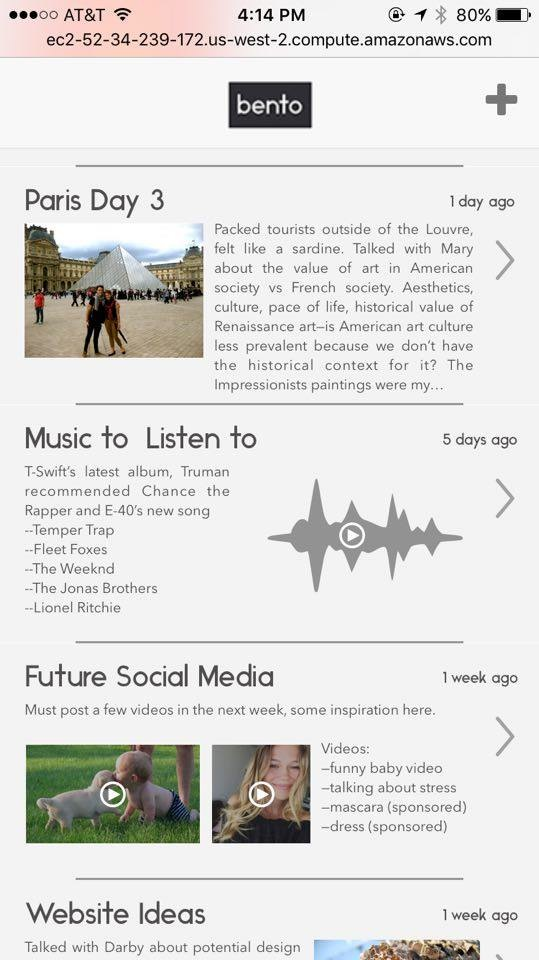 AT&T 4:14 PM 80%
ec2-52-34-239-172.us-west-2.compute.amazonaws.com
bento
Paris Day 3 1 day ago
Packed tourists outside of the Louvre,
felt like a sardine. Talked with Mary
about the value of art in American
society vs French society. Aesthetics,
culture, pace of life, historical value of
Renaissance art—is American art culture
less prevalent because we don't have
the historical context for it? The
Impressionists paintings were my...
Music to Listen to 5 days ago
T-Swift's latest album, Truman
recommended Chance the
Rapper and E-40's new song
--Temper Trap
--Fleet Foxes
--The Weeknd
--The Jonas Brothers
--Lionel Ritchie
Future Social Media 1 week ago
Must post a few videos in the next week, some inspiration here.
Videos:
—funny baby video
—talking about stress
—mascara (sponsored)
—dress (sponsored)
Website Ideas 1 week ago
Talked with Darby about potential design